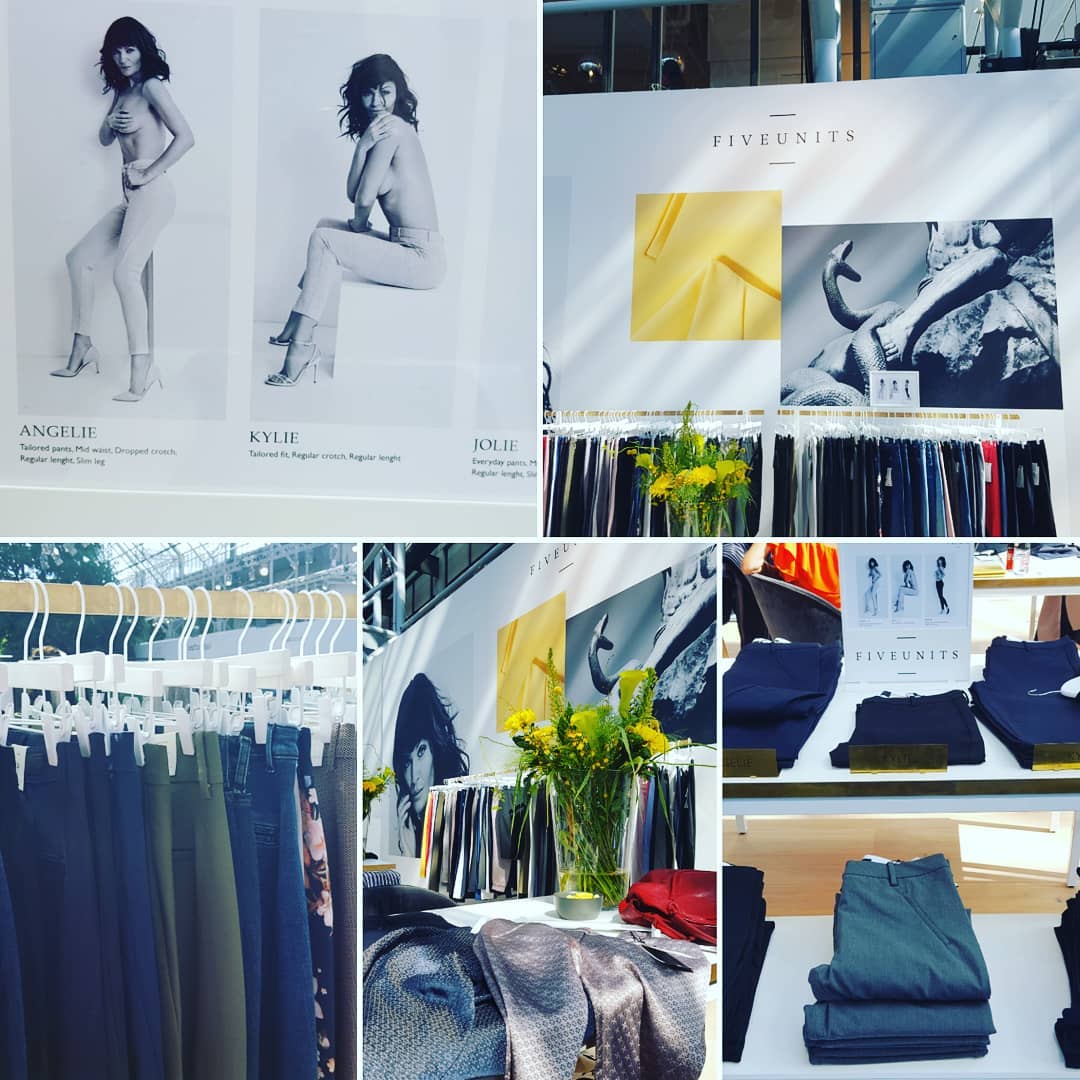 ANGELIE
Tailored pants, Mid waist, Dropped crotch,
Regular lenght, Slim leg
KYLIE
Tailored fit, Regular crotch, Regular lenght
JOLIE
Everyday pants, M
Regular lenght, Sli
FIVEUNITS
FIVEUNITS
FIVEUNITS
KYLIE